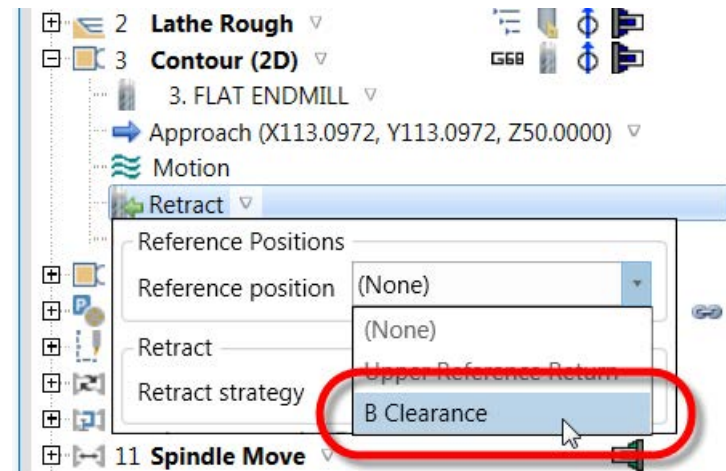 2 Lathe Rough
3 Contour (2D) G68
3. FLAT ENDMILL
Approach (X113.0972, Y113.0972, Z50.0000)
Motion
Retract
Reference Positions
Reference position (None)
(None)
Upper Reference Return
Retract
Retract strategy
B Clearance
P
11 Spindle Move